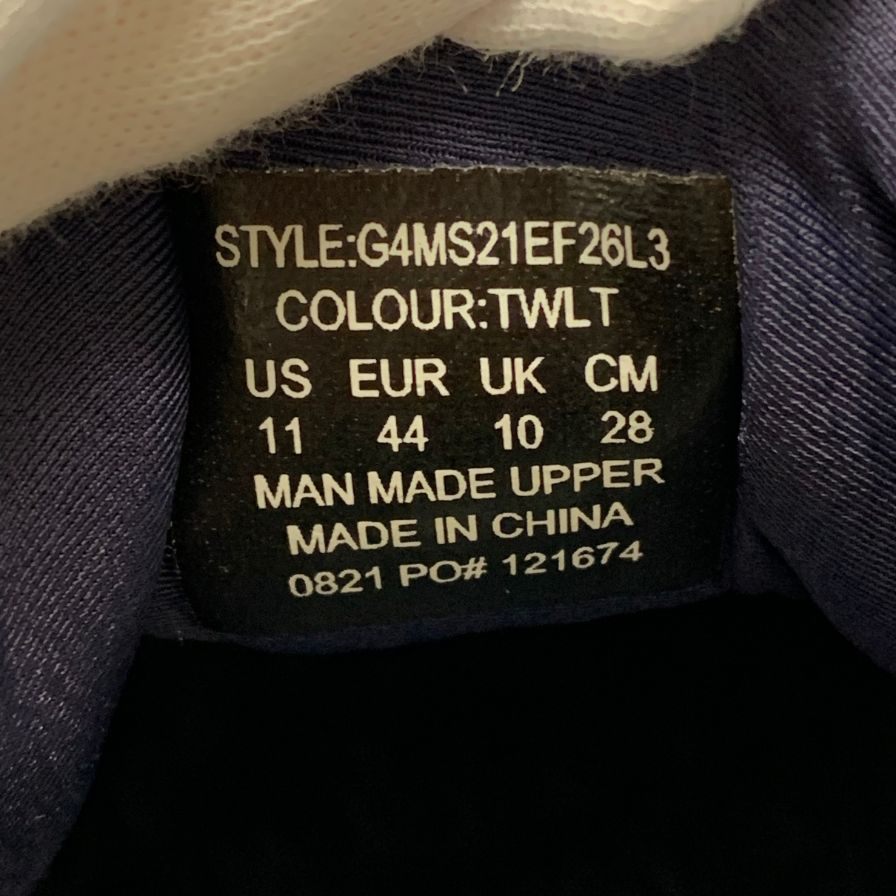 STYLE:G4MS21EF26L3
COLOUR:TWLT
US EUR UK CM
11 44 10 28
MAN MADE UPPER
MADE IN CHINA
0821 PO# 121674